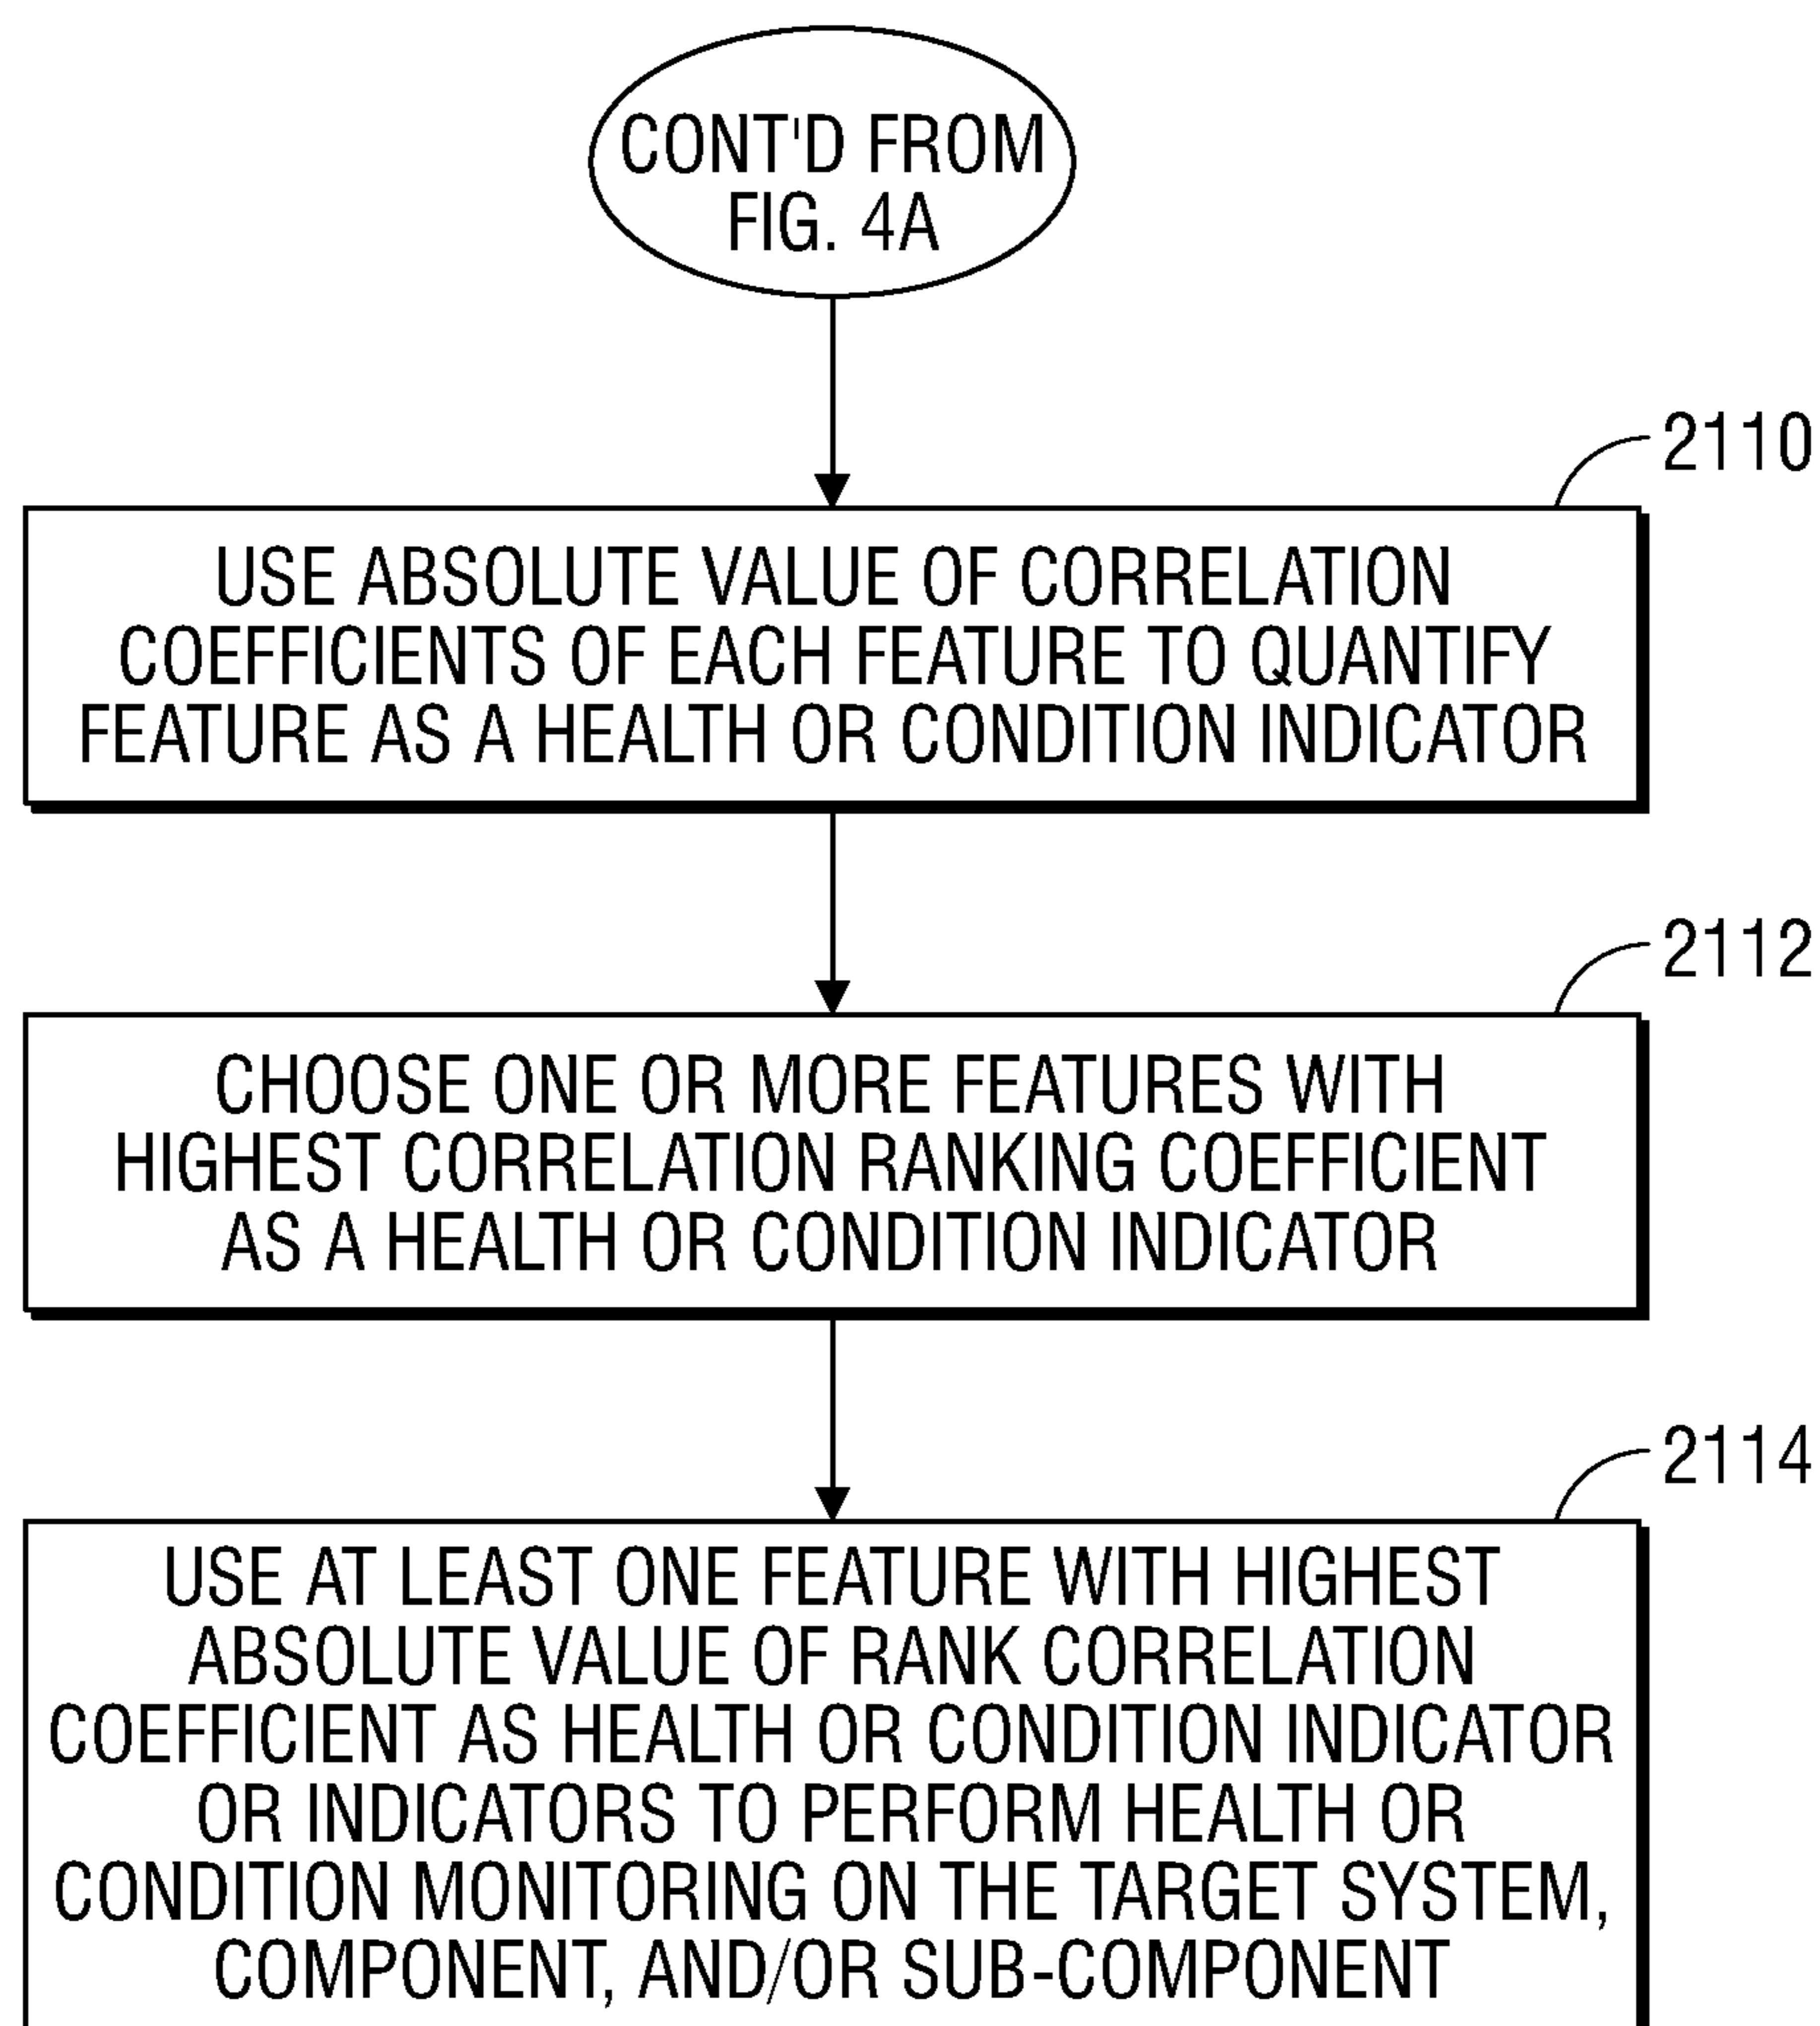 CONT'D FROM
FIG. 4A
2110
USE ABSOLUTE VALUE OF CORRELATION
COEFFICIENTS OF EACH FEATURE TO QUANTIFY
FEATURE AS A HEALTH OR CONDITION INDICATOR
2112
CHOOSE ONE OR MORE FEATURES WITH
HIGHEST CORRELATION RANKING COEFFICIENT
AS A HEALTH OR CONDITION INDICATOR
2114
USE AT LEAST ONE FEATURE WITH HIGHEST
ABSOLUTE VALUE OF RANK CORRELATION
COEFFICIENT AS HEALTH OR CONDITION INDICATOR
OR INDICATORS TO PERFORM HEALTH OR
CONDITION MONITORING ON THE TARGET SYSTEM,
COMPONENT, AND/OR SUB-COMPONENT